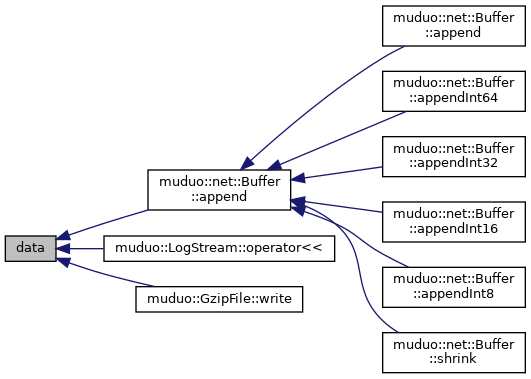 data
muduo::net::Buffer
::append
muduo::LogStream::operator<<
muduo::GzipFile::write
muduo::net::Buffer
::append
muduo::net::Buffer
::appendInt64
muduo::net::Buffer
::appendInt32
muduo::net::Buffer
::appendInt16
muduo::net::Buffer
::appendInt8
muduo::net::Buffer
::shrink